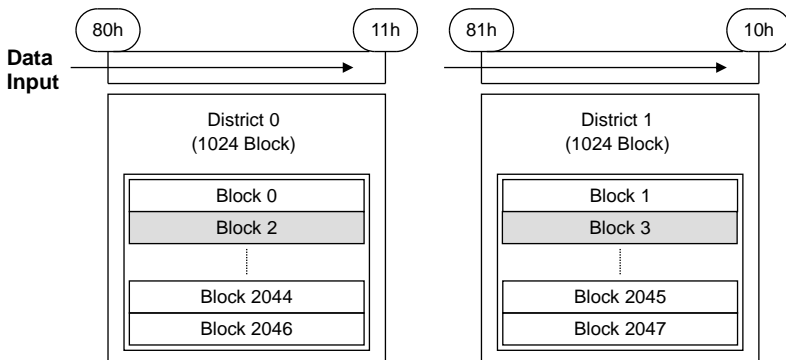 80h
11h
81h
10h
Data
Input
District 0
(1024 Block)
Block 0
Block 2
Block 2044
Block 2046
District 1
(1024 Block)
Block 1
Block 3
Block 2045
Block 2047